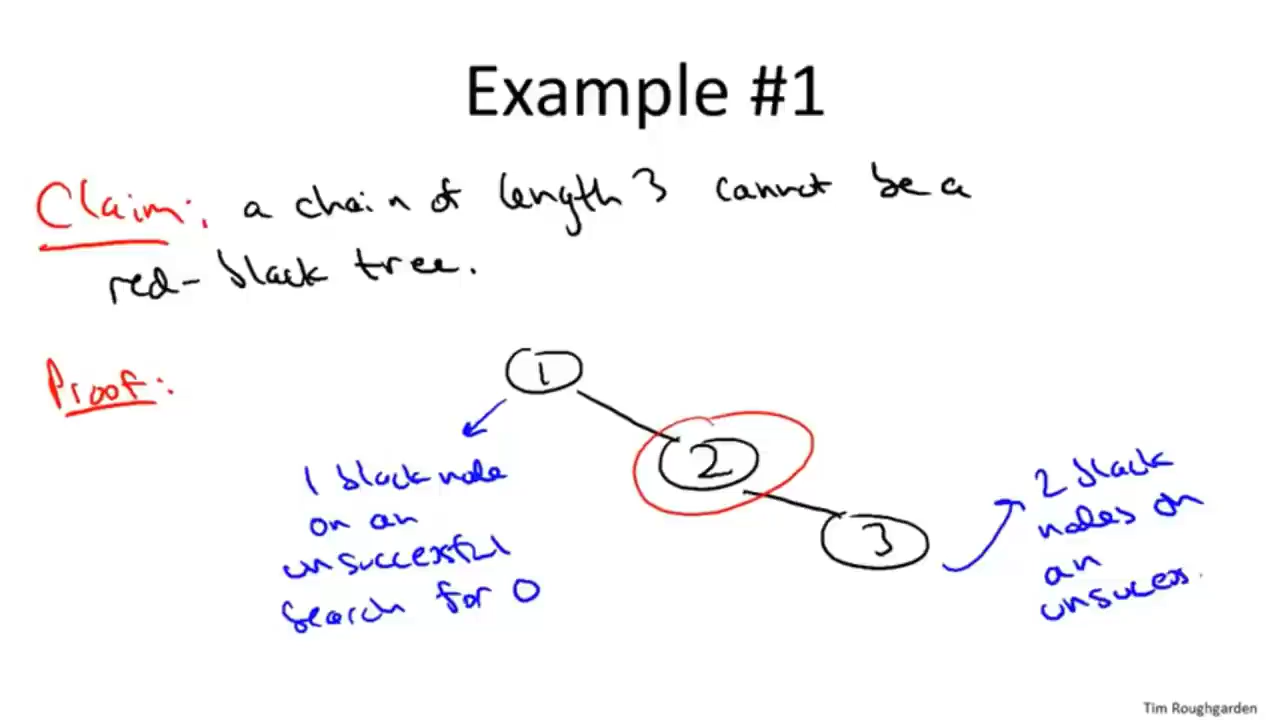 Example #1
Claim: a chain of length 3 cannot be a
red-black tree.
Proof:
1
2
3
1 black node
on an
unsuccessful
search for 0
2 black
nodes on
an
unsucess
Tim Roughgarden